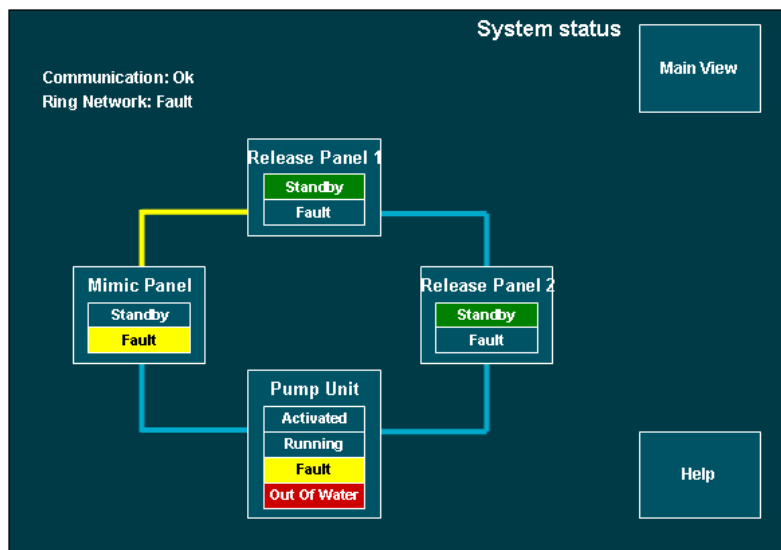 System status
Main View
Communication: Ok
Ring Network: Fault
Release Panel 1
Standby
Fault
Mimic Panel
Standby
Fault
Release Panel 2
Standby
Fault
Pump Unit
Activated
Running
Fault
Out Of Water
Help